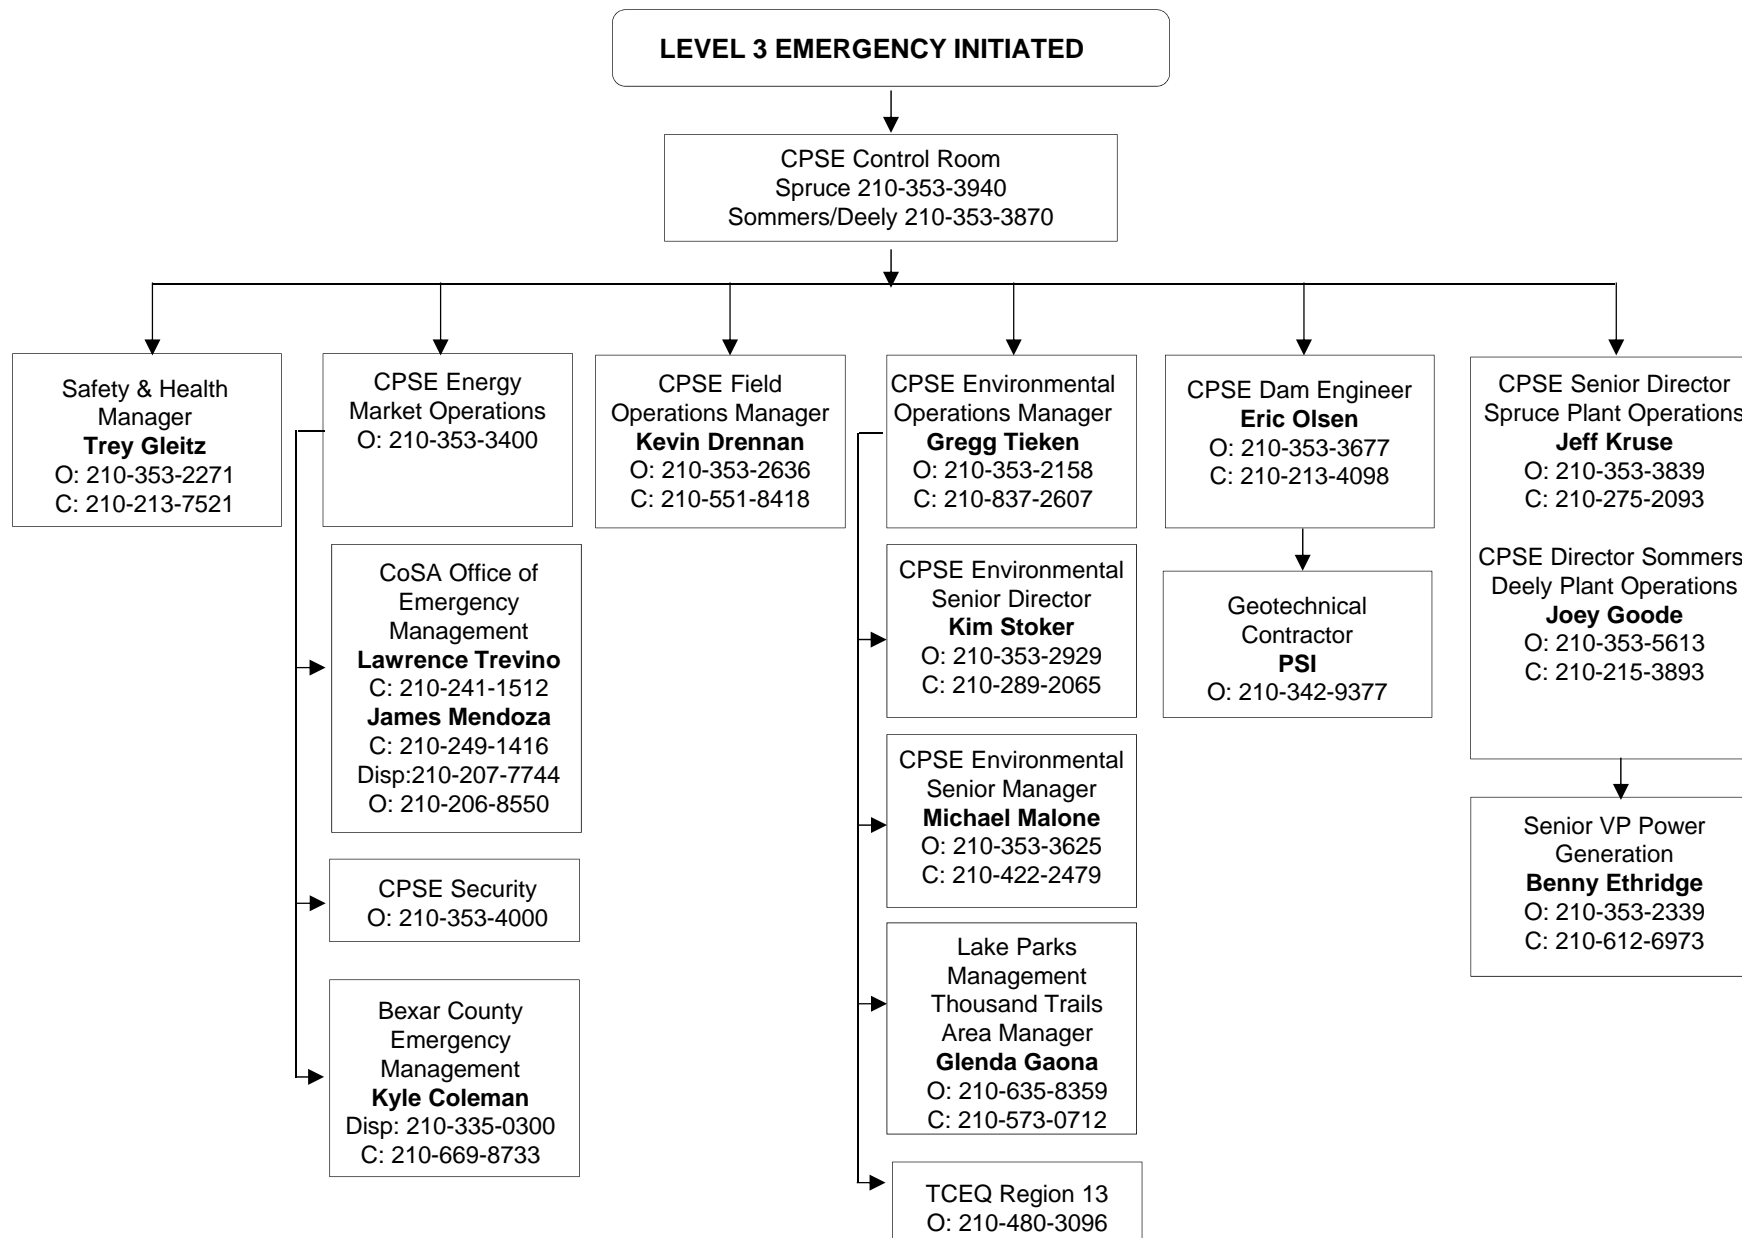 LEVEL 3 EMERGENCY INITIATED
CPSE Control Room
Spruce 210-353-3940
Sommers/Deely 210-353-3870
Safety & Health
Manager
Trey Gleitz
O: 210-353-2271
C: 210-213-7521
CPSE Energy
Market Operations
O: 210-353-3400
CoSA Office of
Emergency
Management
Lawrence Trevino
C: 210-241-1512
James Mendoza
C: 210-249-1416
Disp:210-207-7744
O: 210-206-8550
CPSE Security
O: 210-353-4000
Bexar County
Emergency
Management
Kyle Coleman
Disp: 210-335-0300
C: 210-669-8733
CPSE Field
Operations Manager
Kevin Drennan
O: 210-353-2636
C: 210-551-8418
CPSE Environmental
Operations Manager
Gregg Tieken
O: 210-353-2158
C: 210-837-2607
CPSE Environmental
Senior Director
Kim Stoker
O: 210-353-2929
C: 210-289-2065
CPSE Environmental
Senior Manager
Michael Malone
O: 210-353-3625
C: 210-422-2479
Lake Parks
Management
Thousand Trails
Area Manager
Glenda Gaona
O: 210-635-8359
C: 210-573-0712
TCEQ Region 13
O: 210-480-3096
CPSE Dam Engineer
Eric Olsen
O: 210-353-3677
C: 210-213-4098
Geotechnical
Contractor
PSI
O: 210-342-9377
CPSE Senior Director
Spruce Plant Operations
Jeff Kruse
O: 210-353-3839
C: 210-275-2093
CPSE Director Sommers
Deely Plant Operations
Joey Goode
O: 210-353-5613
C: 210-215-3893
Senior VP Power
Generation
Benny Ethridge
O: 210-353-2339
C: 210-612-6973